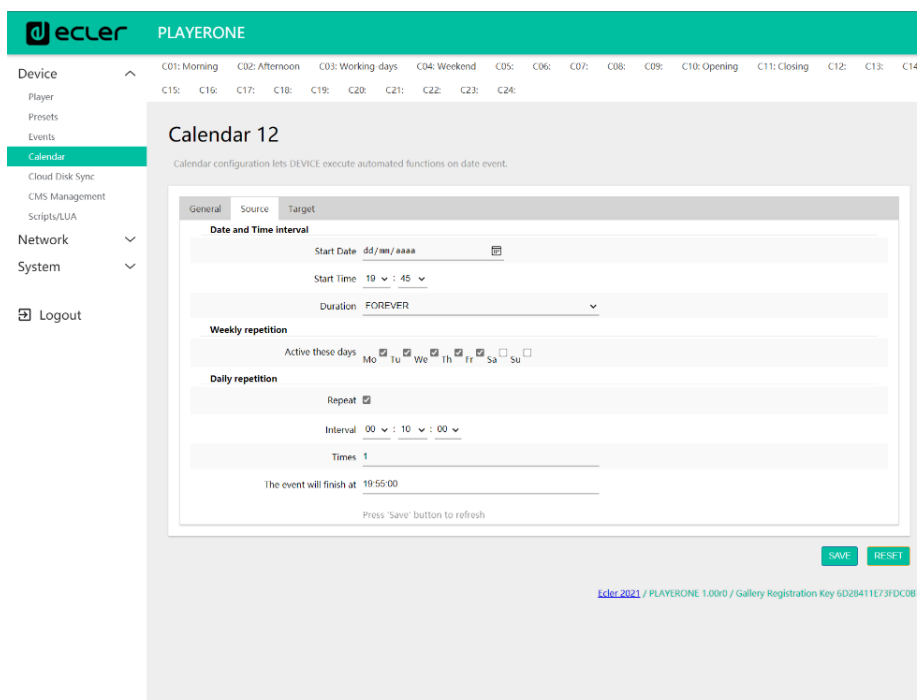 ecler PLAYERONE
Device
Player
Presets
Events
Calendar
Cloud Disk Sync
CMS Management
Scripts/LUA
Network
System
Logout
C01: Morning C02: Afternoon C03: Working-days C04: Weekend C05: C06: C07: C08: C09: C10: Opening C11: Closing C12: C13: C14
C15: C16: C17: C18: C19: C20: C21: C22: C23: C24:
Calendar 12
Calendar configuration lets DEVICE execute automated functions on date event.
General Source Target
Date and Time interval
Start Date dd/mm/aaaa
Start Time 19 : 45
Duration FOREVER
Weekly repetition
Active these days Mo Tu We Th Fr Sa Su
Daily repetition
Repeat
Interval 00 : 10 : 00
Times 1
The event will finish at 19:55:00
Press 'Save' button to refresh
SAVE RESET
Ecler 2021 / PLAYERONE 1.00r0 / Gallery Registration Key 6D28411E73FDC0B